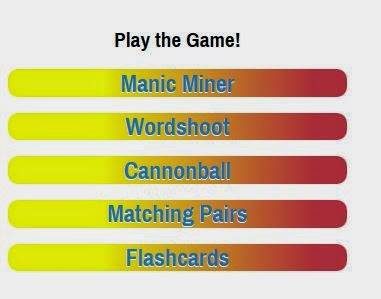 Play the Game!
Manic Miner
Wordshoot
Cannonball
Matching Pairs
Flashcards